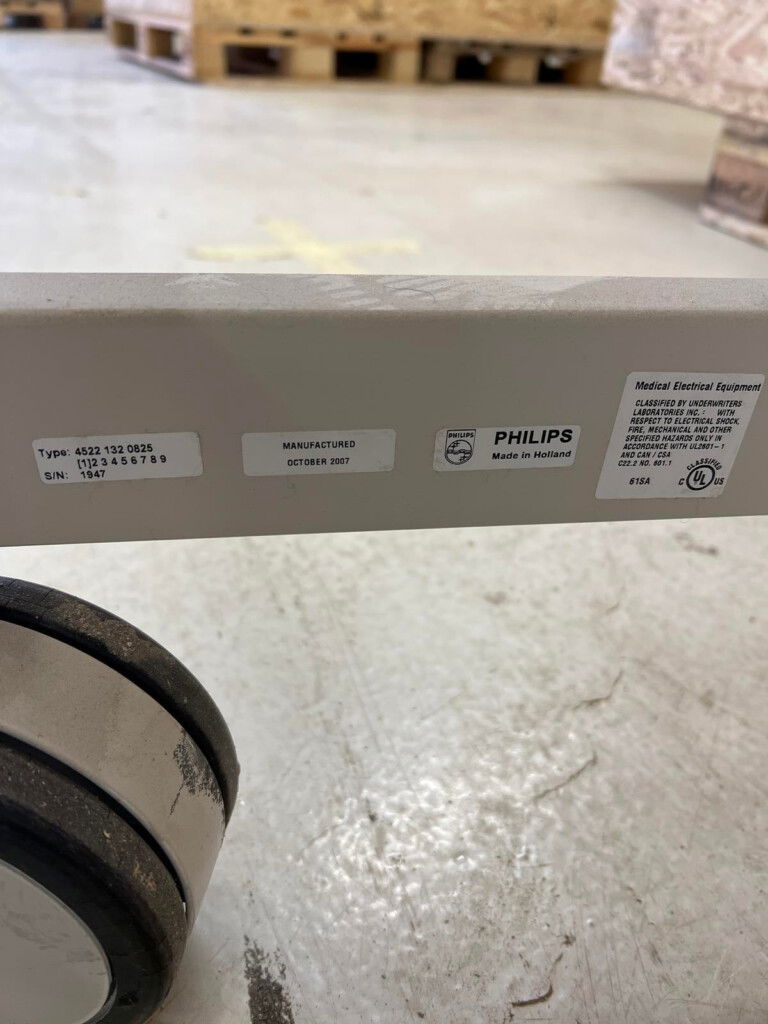 Type: 4522 132 0825
[1]2 3 4 5 6 7 8 9
S/N: 1947
MANUFACTURED
OCTOBER 2007
PHILIPS
PHILIPS
Made in Holland
Medical Electrical Equipment
CLASSIFIED BY UNDERWRITERS
LABORATORIES INC. : WITH
RESPECT TO ELECTRICAL SHOCK,
FIRE, MECHANICAL AND OTHER
SPECIFIED HAZARDS ONLY IN
ACCORDANCE WITH UL2601-1
AND CAN / CSA
C22.2 NO. 601.1
CLASSIFIED
61SA C UL US